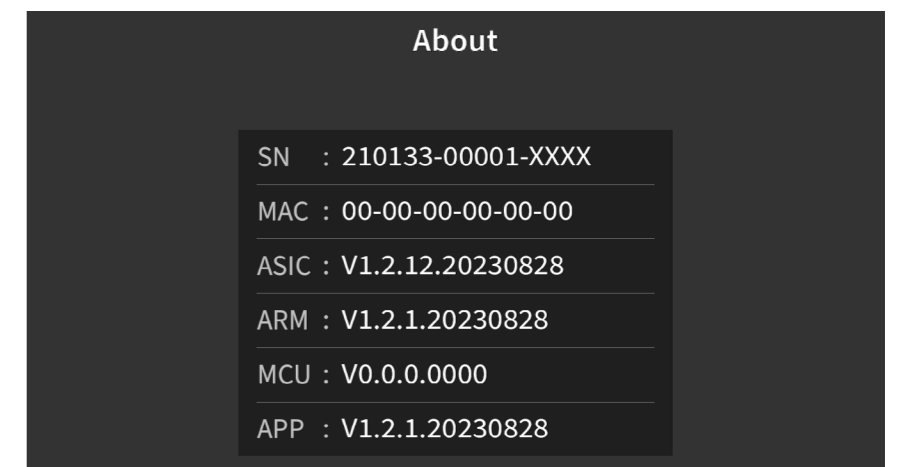 About
SN : 210133-00001-XXXX
MAC : 00-00-00-00-00-00
ASIC : V1.2.12.20230828
ARM : V1.2.1.20230828
MCU : V0.0.0.0000
APP : V1.2.1.20230828